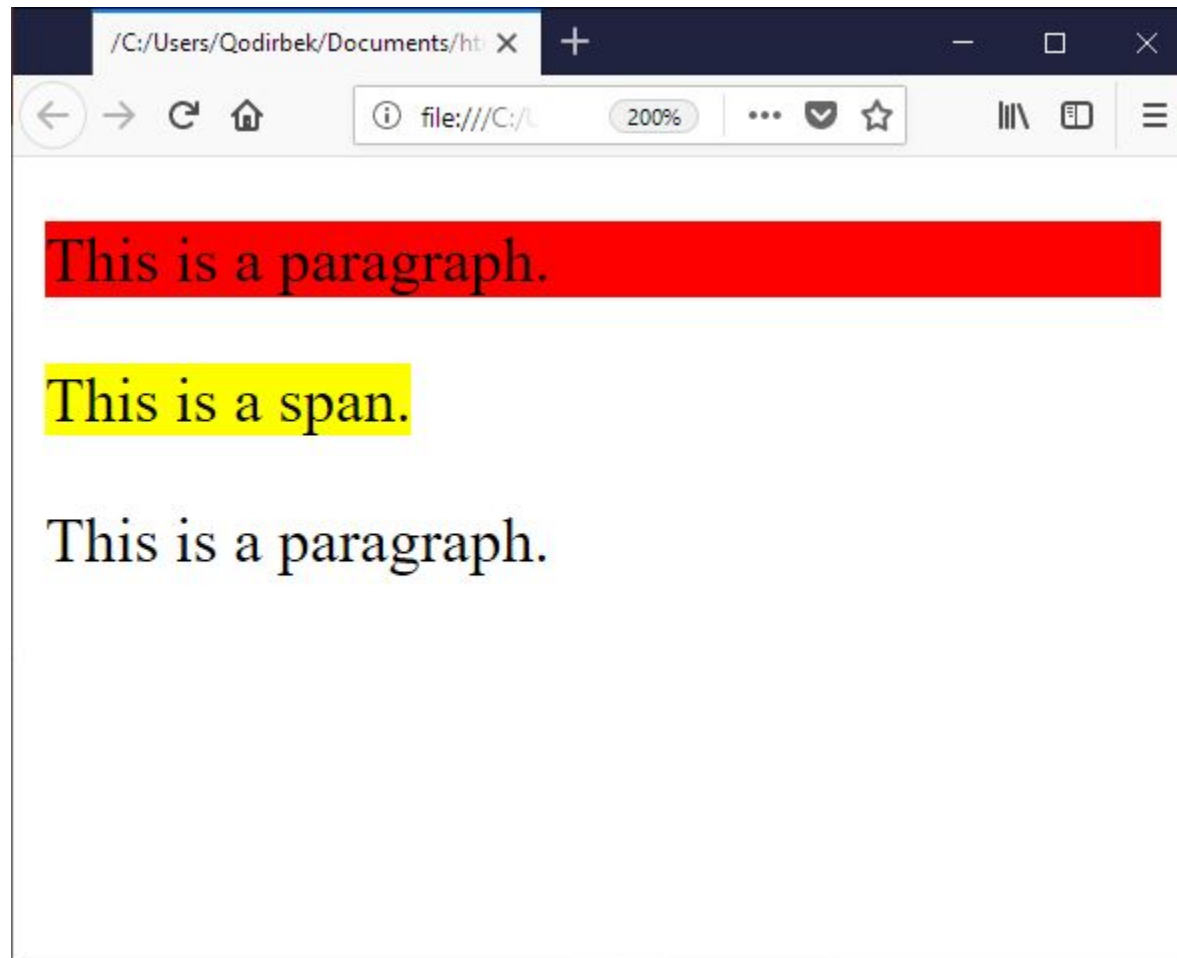 /C:/Users/Qodirbek/Documents/ht
file:///C:/
200%
This is a paragraph.
This is a span.
This is a paragraph.